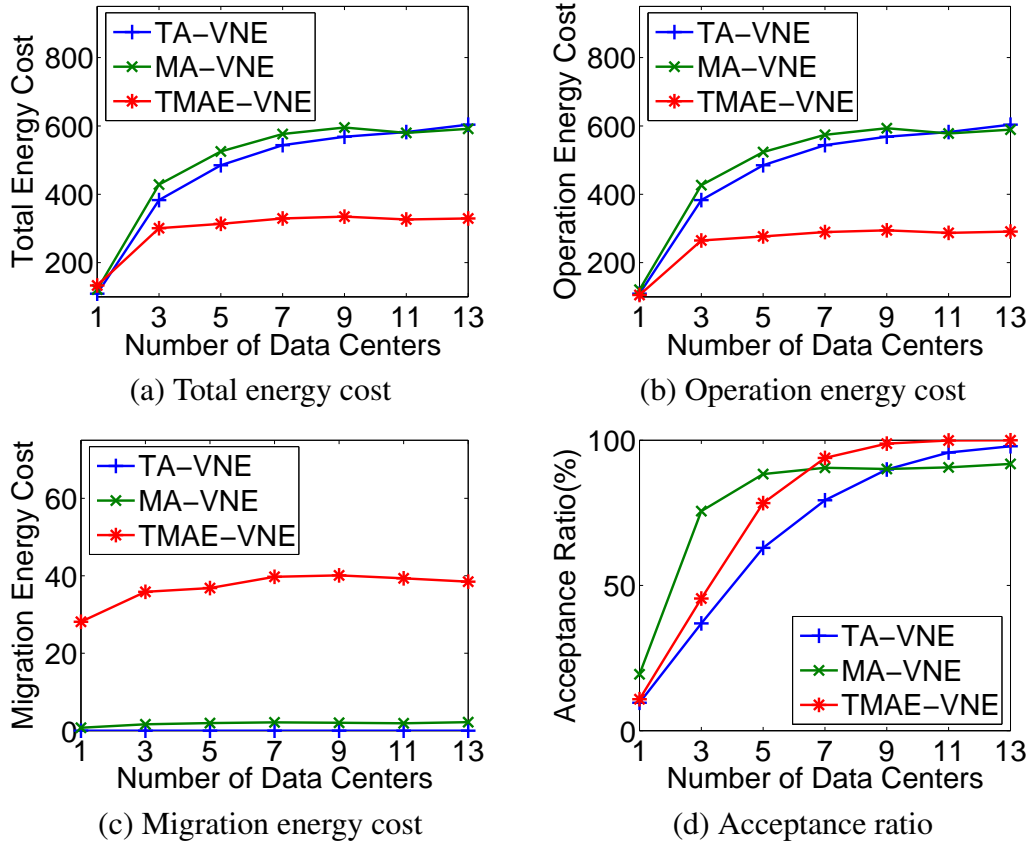 Total Energy Cost
800
600
400
200
TA−VNE
MA−VNE
TMAE−VNE
1 3 5 7 9 11 13
Number of Data Centers
(a) Total energy cost
Operation Energy Cost
800
600
400
200
TA−VNE
MA−VNE
TMAE−VNE
1 3 5 7 9 11 13
Number of Data Centers
(b) Operation energy cost
Migration Energy Cost
60
40
20
0
TA−VNE
MA−VNE
TMAE−VNE
1 3 5 7 9 11 13
Number of Data Centers
(c) Migration energy cost
Acceptance Ratio(%)
100
50
0
TA−VNE
MA−VNE
TMAE−VNE
1 3 5 7 9 11 13
Number of Data Centers
(d) Acceptance ratio